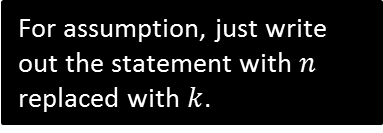 For assumption, just write
out the statement with n
replaced with k.